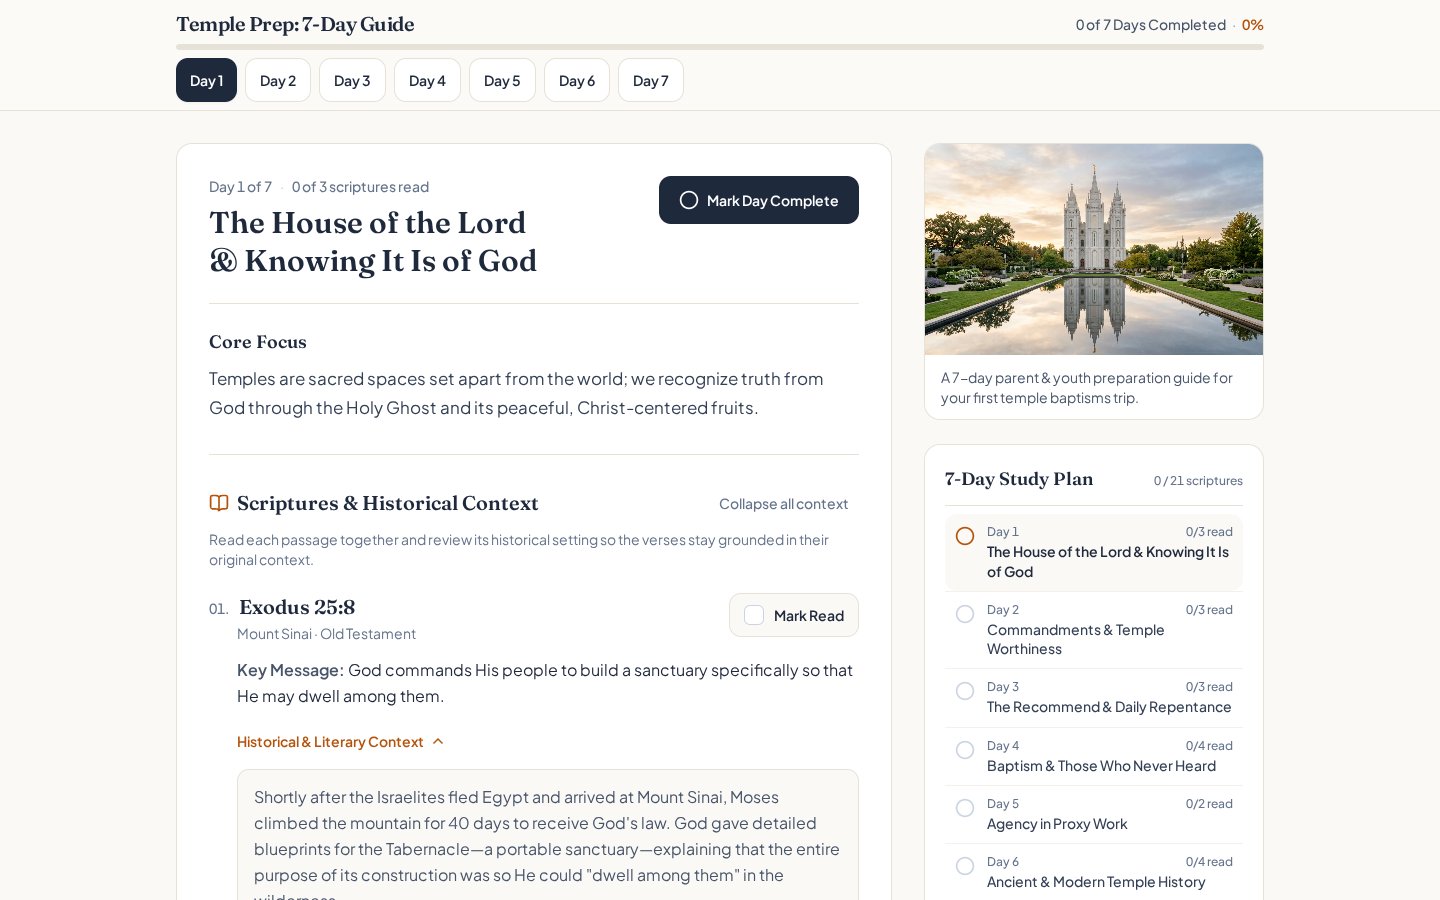 Temple Prep: 7-Day Guide
0 of 7 Days Completed · 0%
Day 1
Day 2
Day 3
Day 4
Day 5
Day 6
Day 7
Day 1 of 7 · 0 of 3 scriptures read
The House of the Lord
& Knowing It Is of God
Mark Day Complete
Core Focus
Temples are sacred spaces set apart from the world; we recognize truth from
God through the Holy Ghost and its peaceful, Christ-centered fruits.
Scriptures & Historical Context
Collapse all context
Read each passage together and review its historical setting so the verses stay grounded in their
original context.
01. Exodus 25:8
Mount Sinai · Old Testament
Mark Read
Key Message: God commands His people to build a sanctuary specifically so that
He may dwell among them.
Historical & Literary Context
Shortly after the Israelites fled Egypt and arrived at Mount Sinai, Moses
climbed the mountain for 40 days to receive God's law. God gave detailed
blueprints for the Tabernacle—a portable sanctuary—explaining that the entire
purpose of its construction was so He could "dwell among them" in the
wilderness.
A 7-day parent & youth preparation guide for
your first temple baptisms trip.
7-Day Study Plan
0 / 21 scriptures
Day 1
0/3 read
The House of the Lord & Knowing It Is
of God
Day 2
0/3 read
Commandments & Temple
Worthiness
Day 3
0/3 read
The Recommend & Daily Repentance
Day 4
0/4 read
Baptism & Those Who Never Heard
Day 5
0/2 read
Agency in Proxy Work
Day 6
0/4 read
Ancient & Modern Temple History